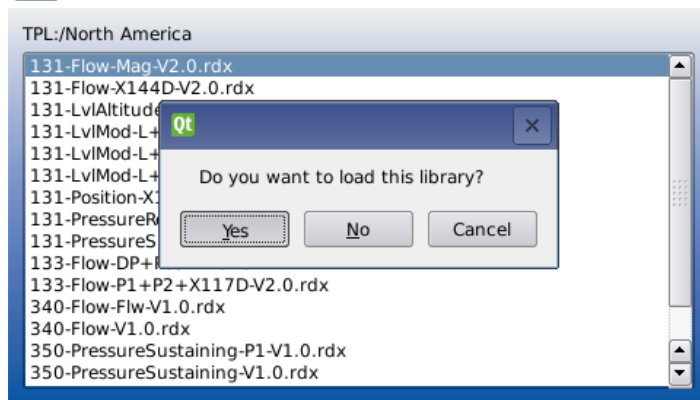 TPL:/North America
131-Flow-Mag-V2.0.rdx
131-Flow-X144D-V2.0.rdx
131-LvlAltitude
131-LvlMod-L+
131-LvlMod-L+
131-LvlMod-L+
131-Position-X1
131-PressureR
131-PressureS
133-Flow-DP+
133-Flow-P1+P2+X117D-V2.0.rdx
340-Flow-Flw-V1.0.rdx
340-Flow-V1.0.rdx
350-PressureSustaining-P1-V1.0.rdx
350-PressureSustaining-V1.0.rdx
Qt
Do you want to load this library?
Yes No Cancel